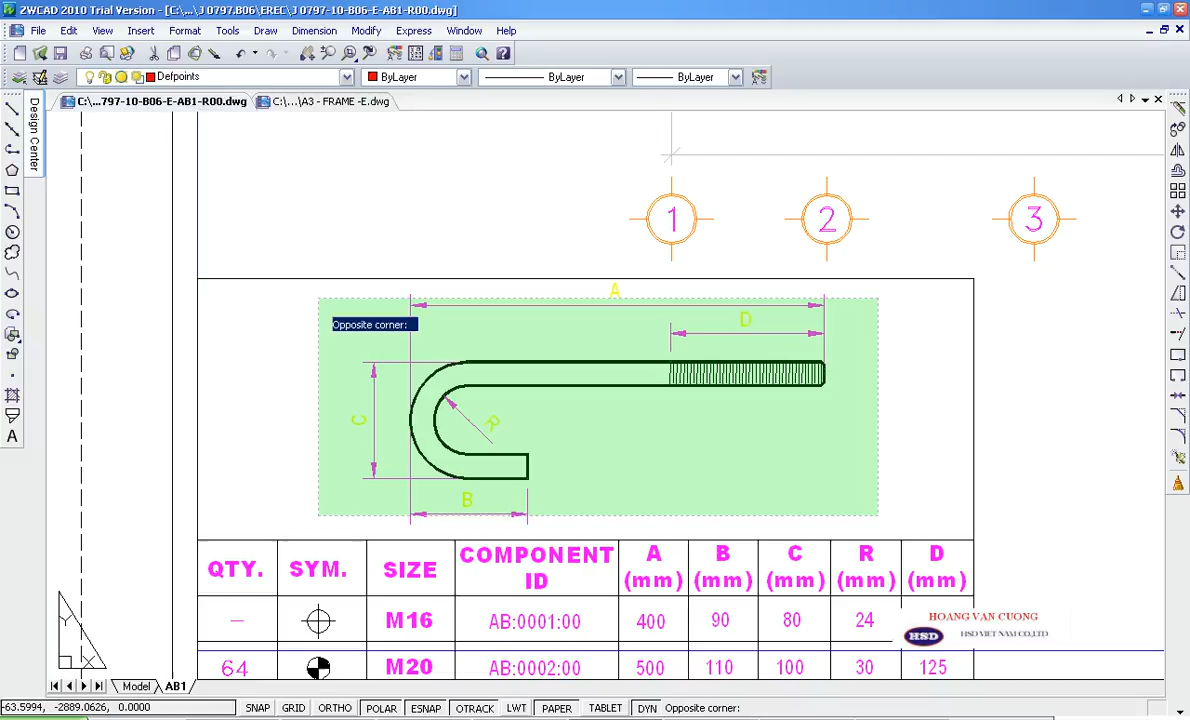 ZWCAD 2010 Trial Version - [C:\...\J 0797.B06\EREC\J 0797-10-B06-E-AB1-R00.dwg]
File Edit View Insert Format Tools Draw Dimension Modify Express Window Help
Defpoints ByLayer ByLayer ByLayer
C:\...797-10-B06-E-AB1-R00.dwg C:\...\A3 - FRAME -E.dwg
Design Center
1 2 3
A
Opposite corner:
D
C
R
B
QTY. SYM. SIZE COMPONENT ID A (mm) B (mm) C (mm) R (mm) D (mm)
— M16 AB:0001:00 400 90 80 24
HOANG VAN CUONG
HSD HSD VIET NAM CO.,LTD
64 M20 AB:0002:00 500 110 100 30 125
Y
X
Model AB1
-63.5994, -2889.0626, 0.0000 SNAP GRID ORTHO POLAR ESNAP OTRACK LWT PAPER TABLET DYN Opposite corner: